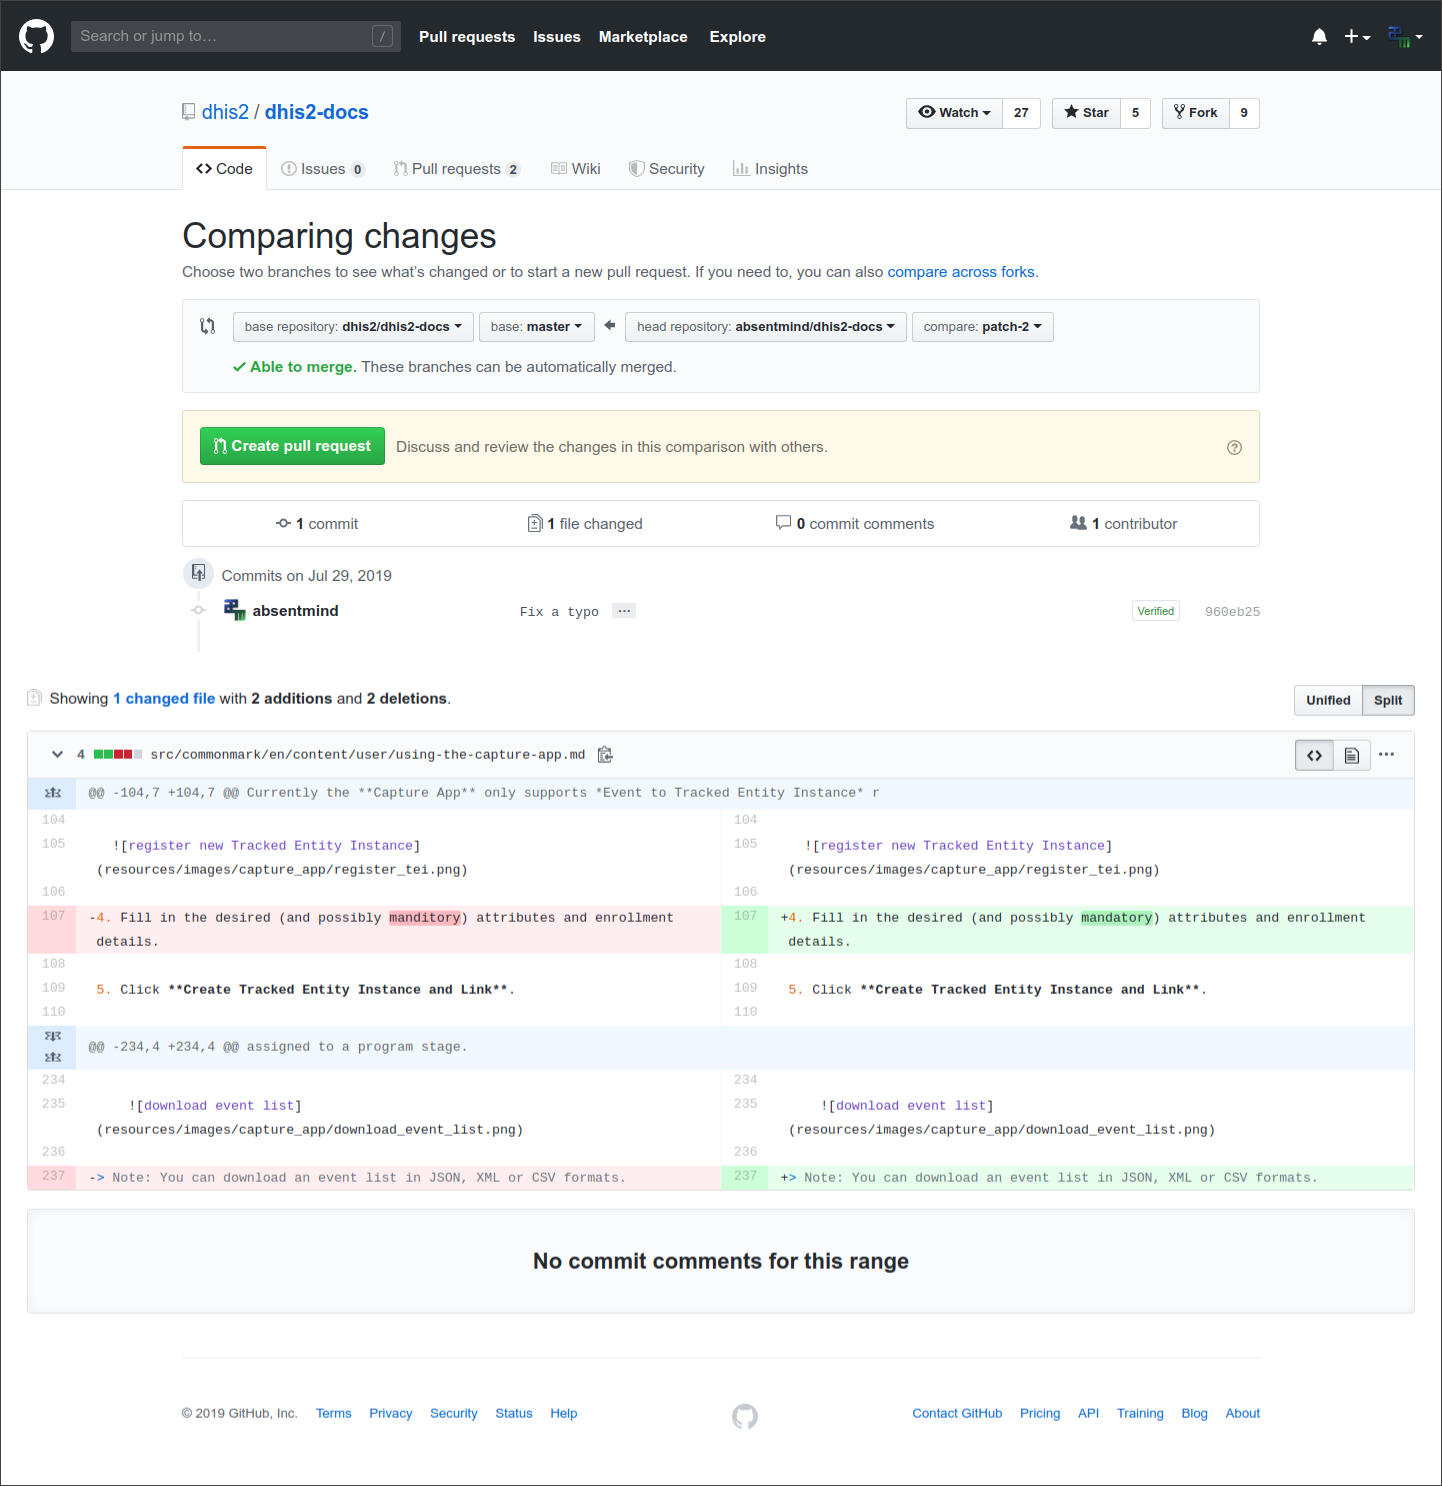 Search or jump to… / Pull requests Issues Marketplace Explore
dhis2 / dhis2-docs Watch 27 Star 5 Fork 9
Code Issues 0 Pull requests 2 Wiki Security Insights
Comparing changes
Choose two branches to see what's changed or to start a new pull request. If you need to, you can also compare across forks.
base repository: dhis2/dhis2-docs base: master head repository: absentmind/dhis2-docs compare: patch-2
Able to merge. These branches can be automatically merged.
Create pull request Discuss and review the changes in this comparison with others.
1 commit 1 file changed 0 commit comments 1 contributor
Commits on Jul 29, 2019
absentmind Fix a typo … Verified 960eb25
Showing 1 changed file with 2 additions and 2 deletions. Unified Split
4 src/commonmark/en/content/user/using-the-capture-app.md
@@ -104,7 +104,7 @@ Currently the **Capture App** only supports *Event to Tracked Entity Instance* r
104 104
105 ![register new Tracked Entity Instance] 105 ![register new Tracked Entity Instance]
(resources/images/capture_app/register_tei.png) (resources/images/capture_app/register_tei.png)
106 106
107 -4. Fill in the desired (and possibly manditory) attributes and enrollment 107 +4. Fill in the desired (and possibly mandatory) attributes and enrollment
details. details.
108 108
109 5. Click **Create Tracked Entity Instance and Link**. 109 5. Click **Create Tracked Entity Instance and Link**.
110 110
@@ -234,4 +234,4 @@ assigned to a program stage.
234 234
235 ![download event list] 235 ![download event list]
(resources/images/capture_app/download_event_list.png) (resources/images/capture_app/download_event_list.png)
236 236
237 -> Note: You can download an event list in JSON, XML or CSV formats. 237 +> Note: You can download an event list in JSON, XML or CSV formats.
No commit comments for this range
© 2019 GitHub, Inc. Terms Privacy Security Status Help Contact GitHub Pricing API Training Blog About